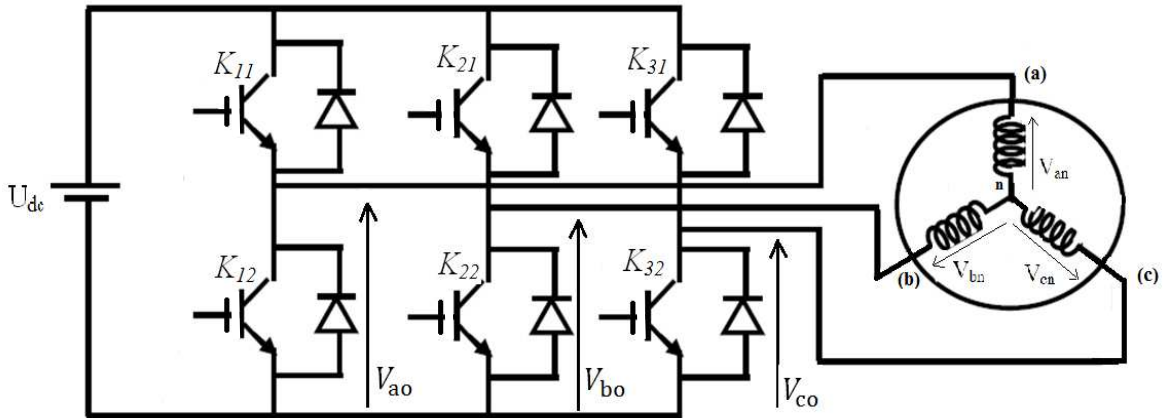 K11
K21
K31
(a)
Udc
n
Van
K12
K22
K32
(b)
Vbn
Vcn
(c)
Vao
Vbo
Vco